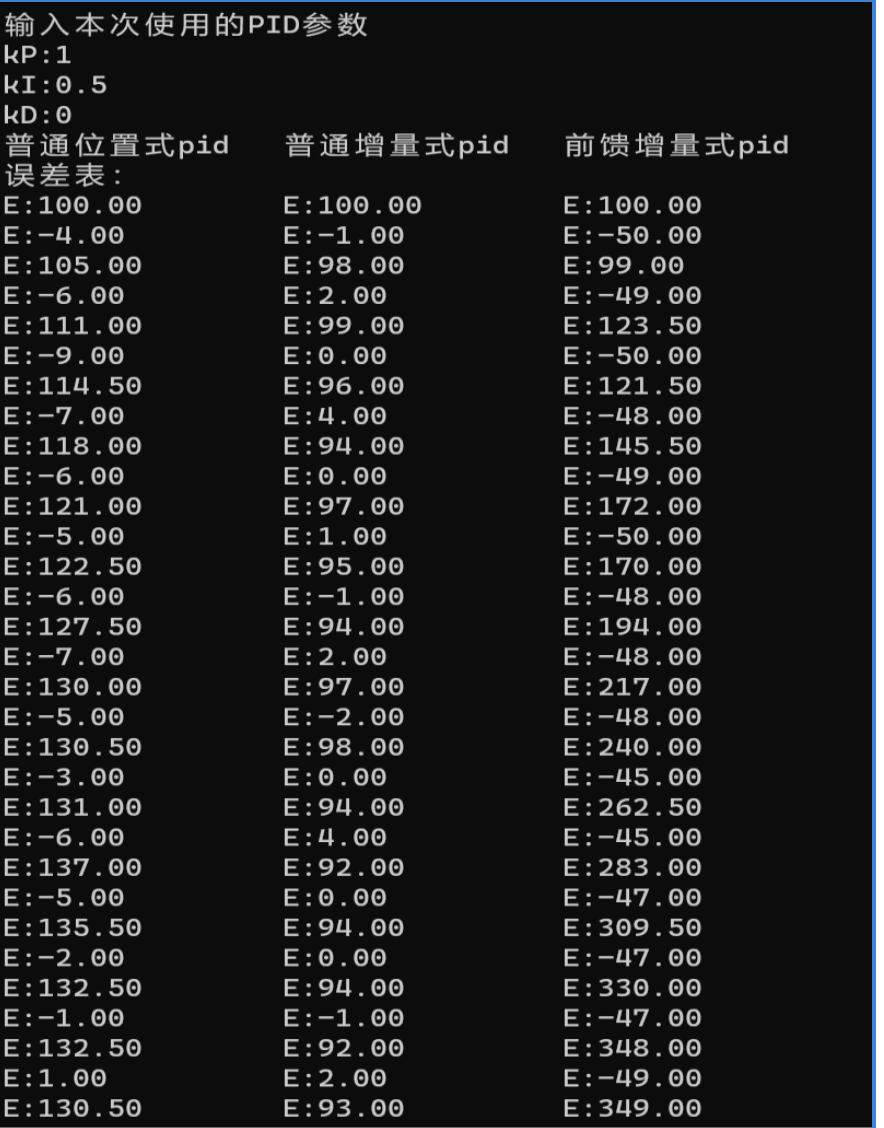 输入本次使用的PID参数
kP:1
kI:0.5
kD:0
普通位置式pid 普通增量式pid 前馈增量式pid
误差表:
E:100.00 E:100.00 E:100.00
E:-4.00 E:-1.00 E:-50.00
E:105.00 E:98.00 E:99.00
E:-6.00 E:2.00 E:-49.00
E:111.00 E:99.00 E:123.50
E:-9.00 E:0.00 E:-50.00
E:114.50 E:96.00 E:121.50
E:-7.00 E:4.00 E:-48.00
E:118.00 E:94.00 E:145.50
E:-6.00 E:0.00 E:-49.00
E:121.00 E:97.00 E:172.00
E:-5.00 E:1.00 E:-50.00
E:122.50 E:95.00 E:170.00
E:-6.00 E:-1.00 E:-48.00
E:127.50 E:94.00 E:194.00
E:-7.00 E:2.00 E:-48.00
E:130.00 E:97.00 E:217.00
E:-5.00 E:-2.00 E:-48.00
E:130.50 E:98.00 E:240.00
E:-3.00 E:0.00 E:-45.00
E:131.00 E:94.00 E:262.50
E:-6.00 E:4.00 E:-45.00
E:137.00 E:92.00 E:283.00
E:-5.00 E:0.00 E:-47.00
E:135.50 E:94.00 E:309.50
E:-2.00 E:0.00 E:-47.00
E:132.50 E:94.00 E:330.00
E:-1.00 E:-1.00 E:-47.00
E:132.50 E:92.00 E:348.00
E:1.00 E:2.00 E:-49.00
E:130.50 E:93.00 E:349.00